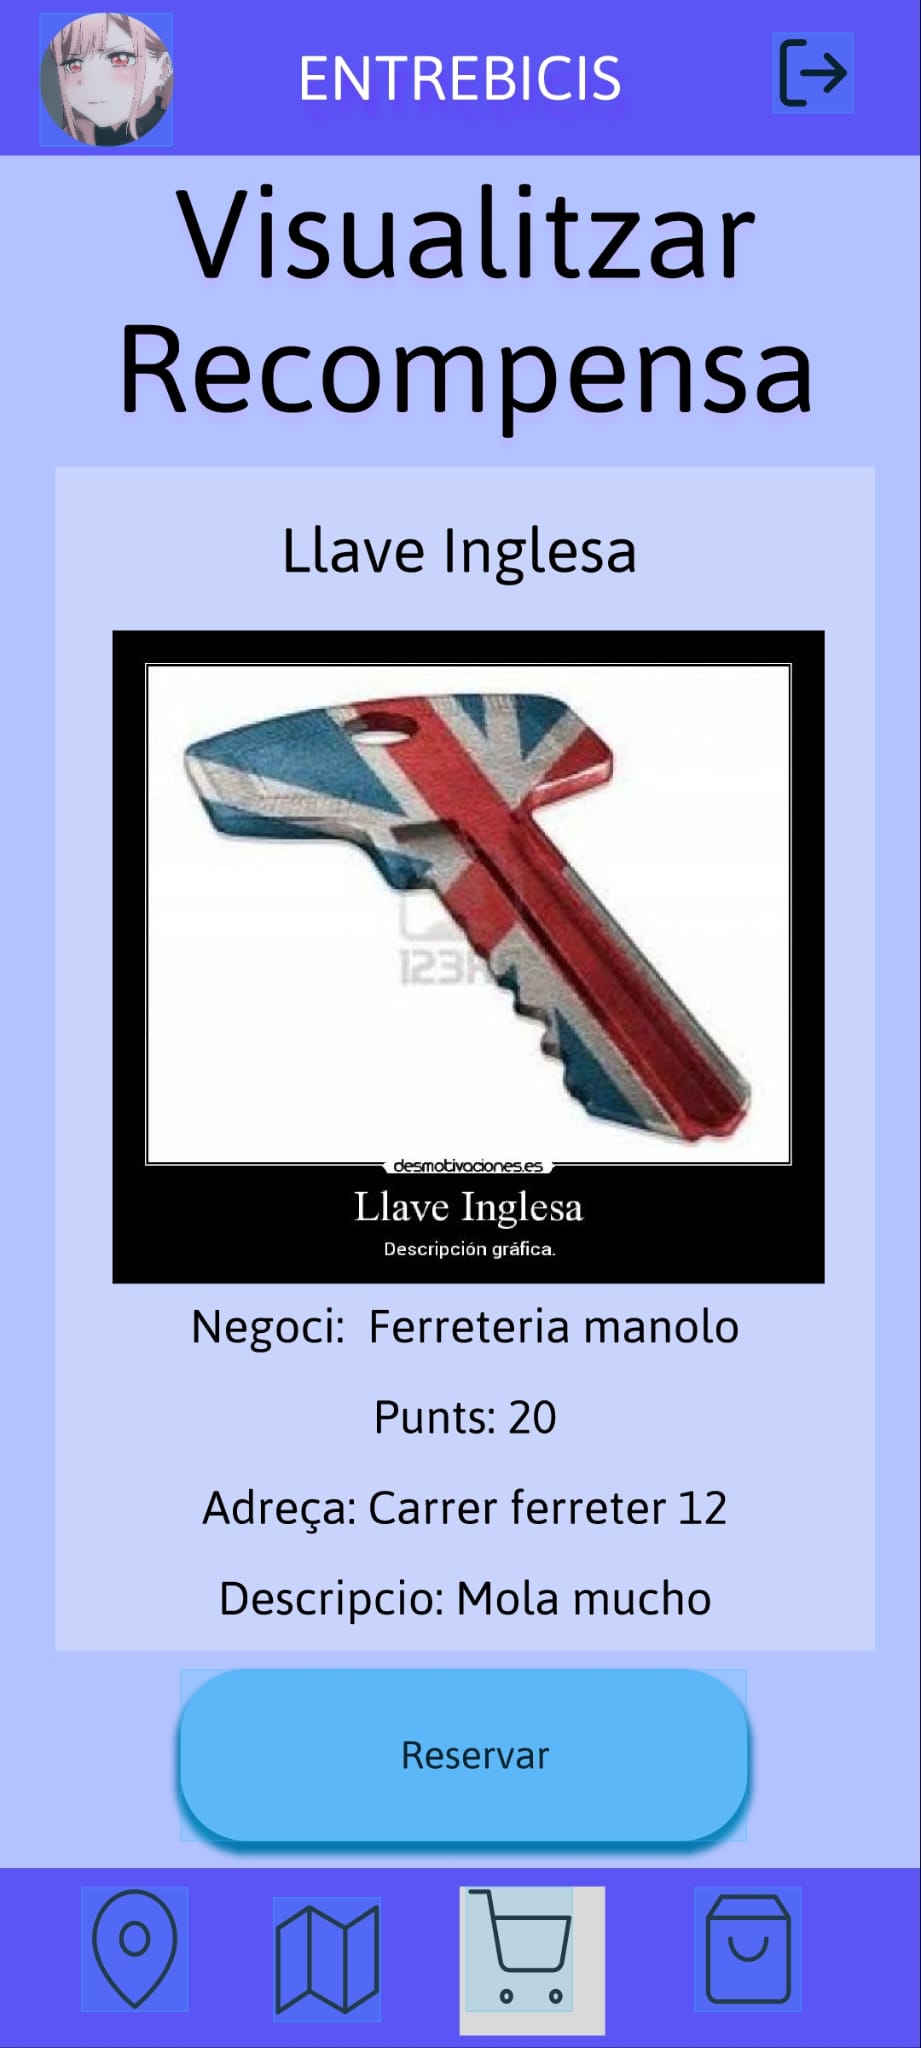 ENTREBICIS
Visualitzar
Recompensa
Llave Inglesa
desmotivaciones.es
Llave Inglesa
Descripción gráfica.
Negoci: Ferreteria manolo
Punts: 20
Adreça: Carrer ferreter 12
Descripcio: Mola mucho
Reservar